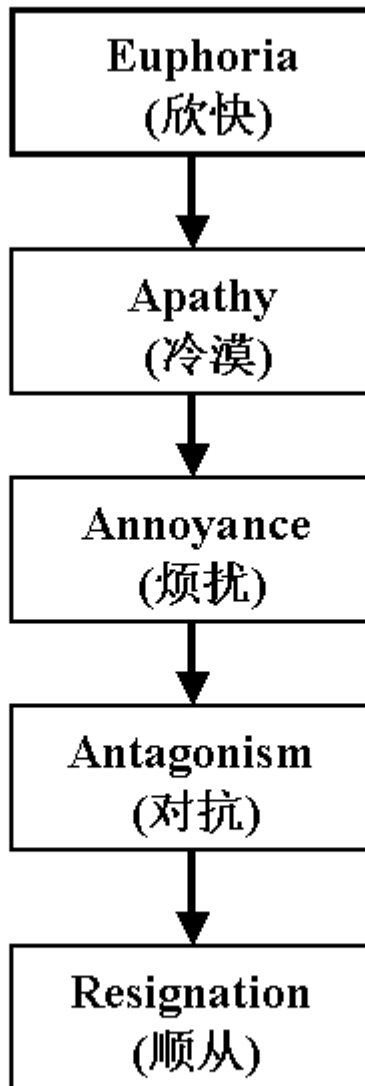 Euphoria
(欣快)
Apathy
(冷漠)
Annoyance
(烦扰)
Antagonism
(对抗)
Resignation
(顺从)